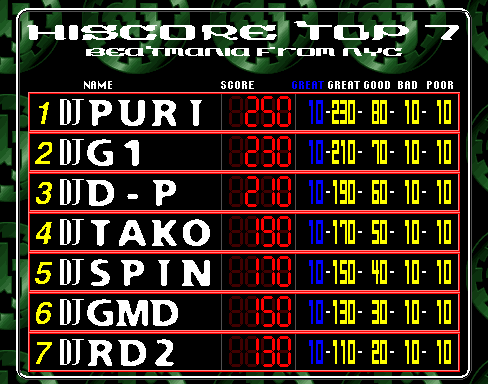 HISCORE TOP 7
Beatmania From NYC
NAME SCORE GREAT GREAT GOOD BAD POOR
1 DJ PURI 250 10-230- 80- 10- 10
2 DJ G1 230 10-210- 70- 10- 10
3 DJ D-P 210 10-190- 60- 10- 10
4 DJ TAKO 190 10-170- 50- 10- 10
5 DJ SPIN 170 10-150- 40- 10- 10
6 DJ GMD 150 10-130- 30- 10- 10
7 DJ RD2 130 10-110- 20- 10- 10